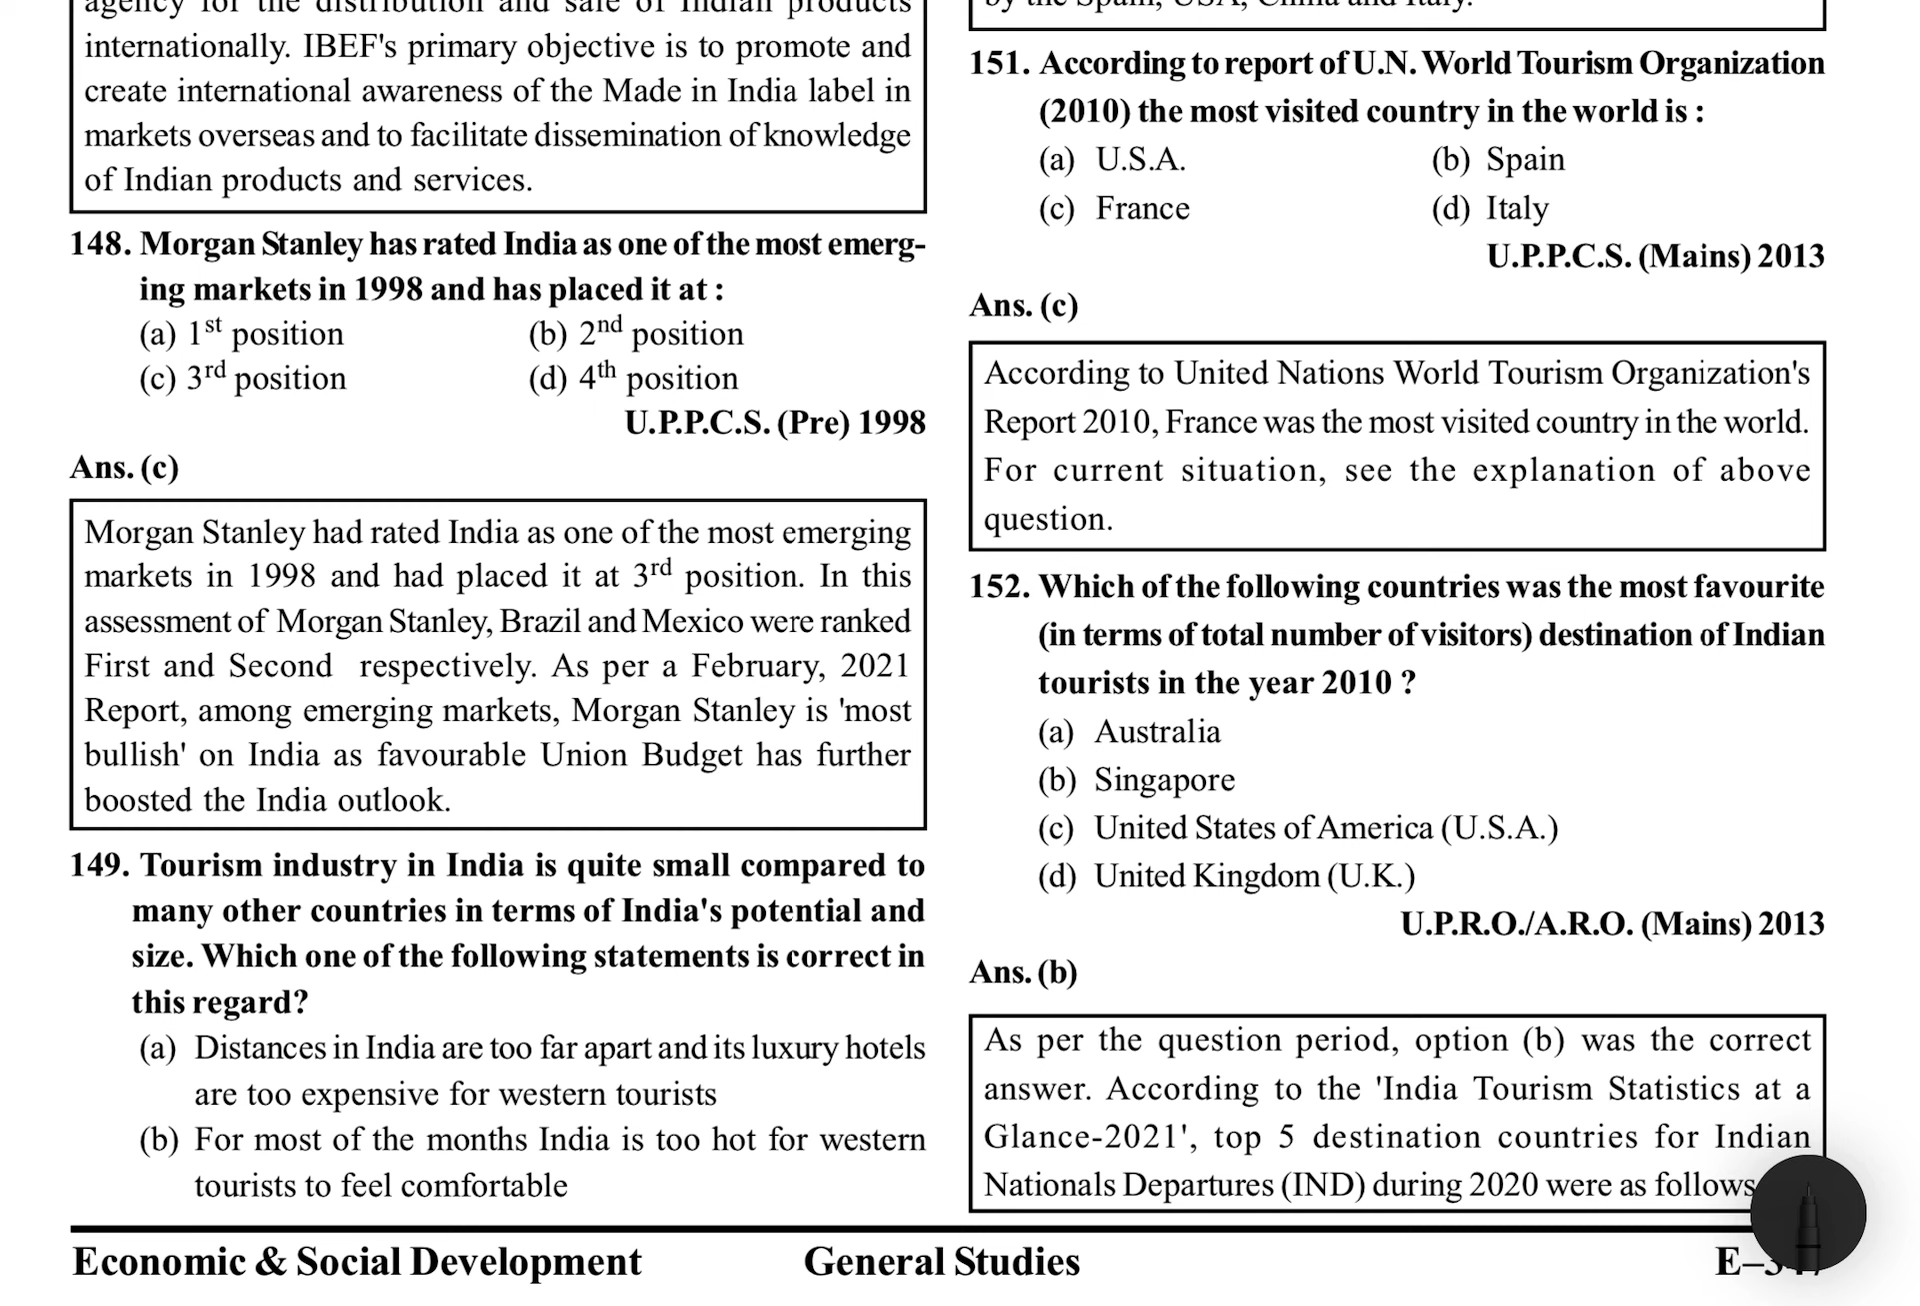 agency for the distribution and sale of Indian products
internationally. IBEF's primary objective is to promote and
create international awareness of the Made in India label in
markets overseas and to facilitate dissemination of knowledge
of Indian products and services.
148. Morgan Stanley has rated India as one of the most emerg-
ing markets in 1998 and has placed it at :
(a) 1st position (b) 2nd position
(c) 3rd position (d) 4th position
U.P.P.C.S. (Pre) 1998
Ans. (c)
Morgan Stanley had rated India as one of the most emerging
markets in 1998 and had placed it at 3rd position. In this
assessment of Morgan Stanley, Brazil and Mexico were ranked
First and Second respectively. As per a February, 2021
Report, among emerging markets, Morgan Stanley is 'most
bullish' on India as favourable Union Budget has further
boosted the India outlook.
149. Tourism industry in India is quite small compared to
many other countries in terms of India's potential and
size. Which one of the following statements is correct in
this regard?
(a) Distances in India are too far apart and its luxury hotels
are too expensive for western tourists
(b) For most of the months India is too hot for western
tourists to feel comfortable
by the Spain, USA, China and Italy.
151. According to report of U.N. World Tourism Organization
(2010) the most visited country in the world is :
(a) U.S.A. (b) Spain
(c) France (d) Italy
U.P.P.C.S. (Mains) 2013
Ans. (c)
According to United Nations World Tourism Organization's
Report 2010, France was the most visited country in the world.
For current situation, see the explanation of above
question.
152. Which of the following countries was the most favourite
(in terms of total number of visitors) destination of Indian
tourists in the year 2010 ?
(a) Australia
(b) Singapore
(c) United States of America (U.S.A.)
(d) United Kingdom (U.K.)
U.P.R.O./A.R.O. (Mains) 2013
Ans. (b)
As per the question period, option (b) was the correct
answer. According to the 'India Tourism Statistics at a
Glance-2021', top 5 destination countries for Indian
Nationals Departures (IND) during 2020 were as follows
Economic & Social Development General Studies